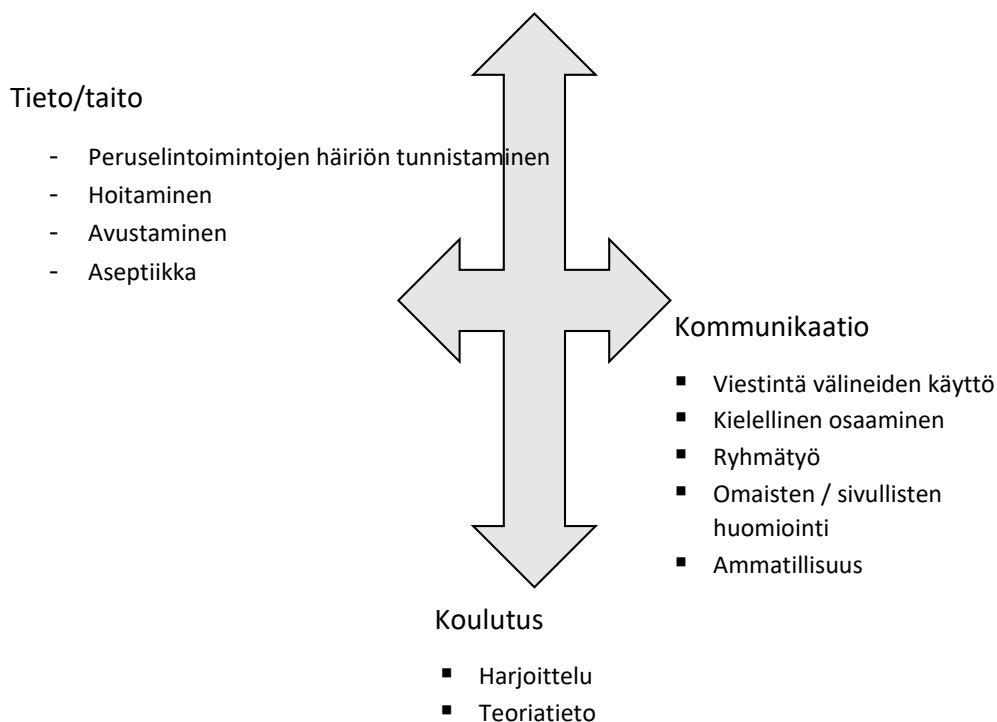 Tieto/taito
- Peruselintoimintojen häiriön tunnistaminen
- Hoitaminen
- Avustaminen
- Aseptiikka
Kommunikaatio
▪ Viestintä välineiden käyttö
▪ Kielellinen osaaminen
▪ Ryhmätyö
▪ Omaisten / sivullisten
huomiointi
▪ Ammatillisuus
Koulutus
▪ Harjoittelu
▪ Teoriatieto